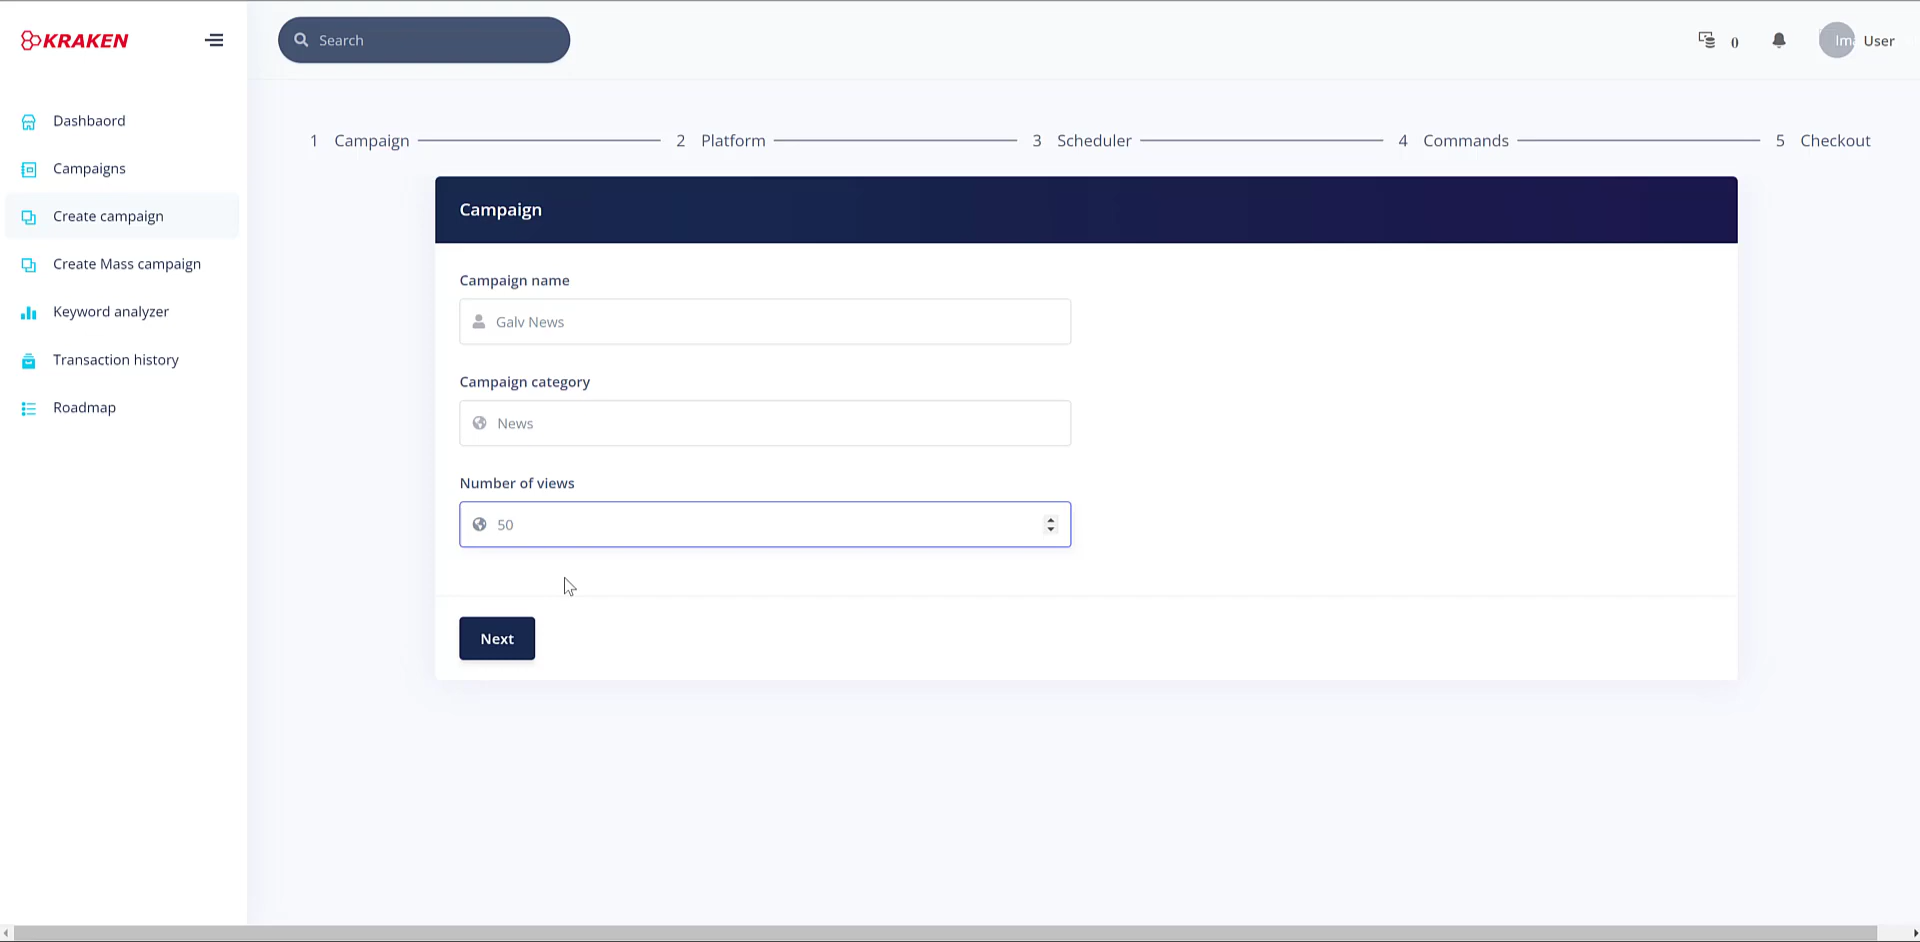 KRAKEN
Search
0
Im
User
Dashbaord
Campaigns
Create campaign
Create Mass campaign
Keyword analyzer
Transaction history
Roadmap
1 Campaign 2 Platform 3 Scheduler 4 Commands 5 Checkout
Campaign
Campaign name
Galv News
Campaign category
News
Number of views
50
Next